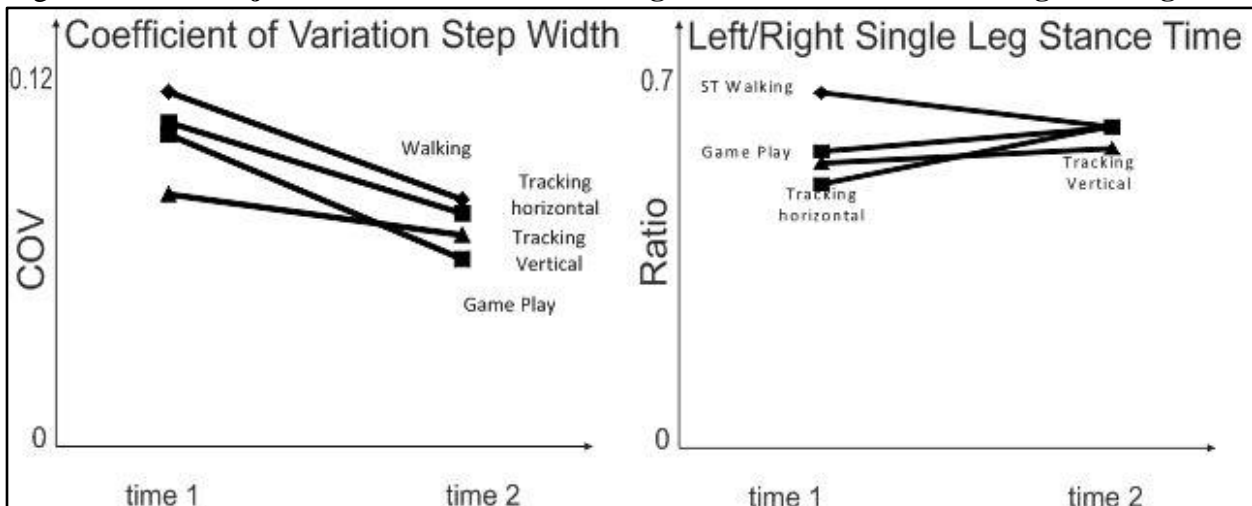 Coefficient of Variation Step Width
0.12
COV
0
Walking
Tracking
horizontal
Tracking
Vertical
Game Play
time 1
time 2
Left/Right Single Leg Stance Time
0.7
Ratio
0
ST Walking
Game Play
Tracking
horizontal
Tracking
Vertical
time 1
time 2